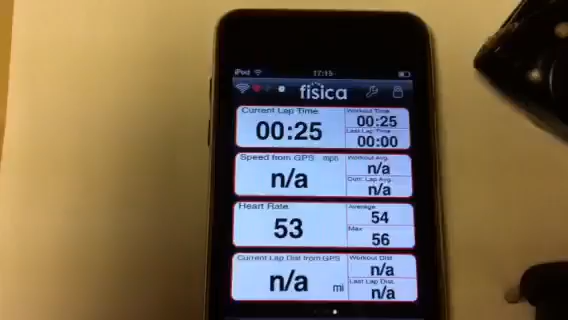 iPod 17:15
fisica
Current Lap Time
00:25
Workout Time
00:25
Last Lap Time
00:00
Speed from GPS mph
n/a
Workout Avg.
n/a
Curr. Lap Avg.
n/a
Heart Rate
53
Average
54
Max
56
Current Lap Dist from GPS
n/a mi
Workout Dist
n/a
Last Lap Dist.
n/a